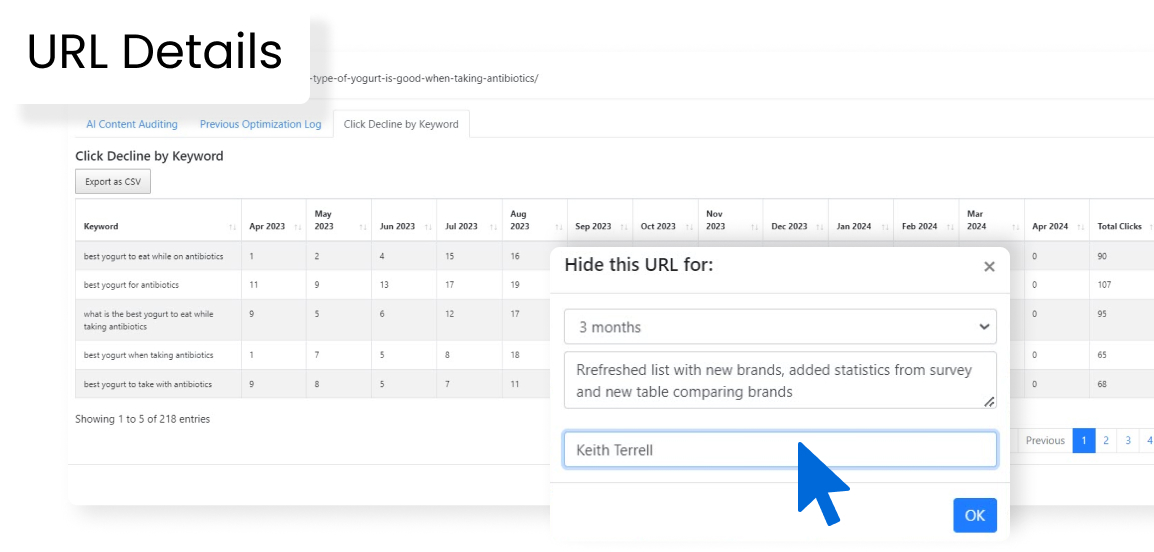 URL Details
-type-of-yogurt-is-good-when-taking-antibiotics/
AI Content Auditing Previous Optimization Log Click Decline by Keyword
Click Decline by Keyword
Export as CSV
Keyword Apr 2023 May 2023 Jun 2023 Jul 2023 Aug 2023 Sep 2023 Oct 2023 Nov 2023 Dec 2023 Jan 2024 Feb 2024 Mar 2024 Apr 2024 Total Clicks
best yogurt to eat while on antibiotics 1 2 4 15 16 0 90
best yogurt for antibiotics 11 9 13 17 19 0 107
what is the best yogurt to eat while 9 5 6 12 17 0 95
taking antibiotics
best yogurt when taking antibiotics 1 7 5 8 18 0 65
best yogurt to take with antibiotics 9 8 5 7 11 0 68
Showing 1 to 5 of 218 entries
Previous 1 2 3 4
Hide this URL for: ×
3 months
Rrefreshed list with new brands, added statistics from survey
and new table comparing brands
Keith Terrell
OK